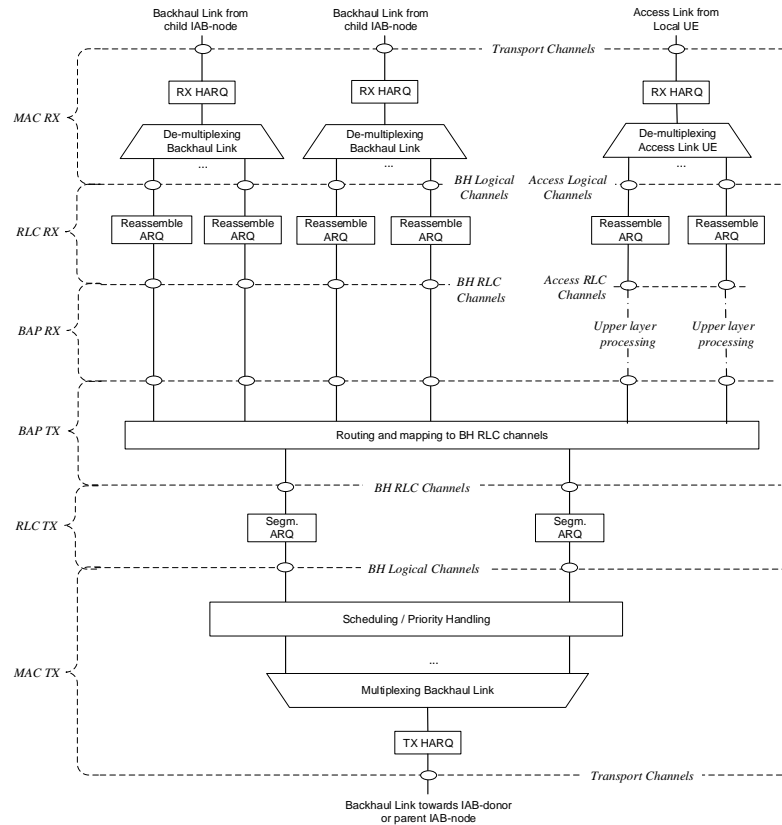 Backhaul Link from
child IAB-node
Backhaul Link from
child IAB-node
Access Link from
Local UE
Transport Channels
MAC RX
RX HARQ
RX HARQ
RX HARQ
De-multiplexing
Backhaul Link
De-multiplexing
Backhaul Link
De-multiplexing
Access Link UE
...
...
...
BH Logical
Channels
Access Logical
Channels
RLC RX
Reassemble
ARQ
Reassemble
ARQ
Reassemble
ARQ
Reassemble
ARQ
Reassemble
ARQ
Reassemble
ARQ
BH RLC
Channels
Access RLC
Channels
BAP RX
Upper layer
processing
Upper layer
processing
BAP TX
Routing and mapping to BH RLC channels
BH RLC Channels
RLC TX
Segm.
ARQ
Segm.
ARQ
BH Logical Channels
Scheduling / Priority Handling
MAC TX
...
Multiplexing Backhaul Link
TX HARQ
Transport Channels
Backhaul Link towards IAB-donor
or parent IAB-node